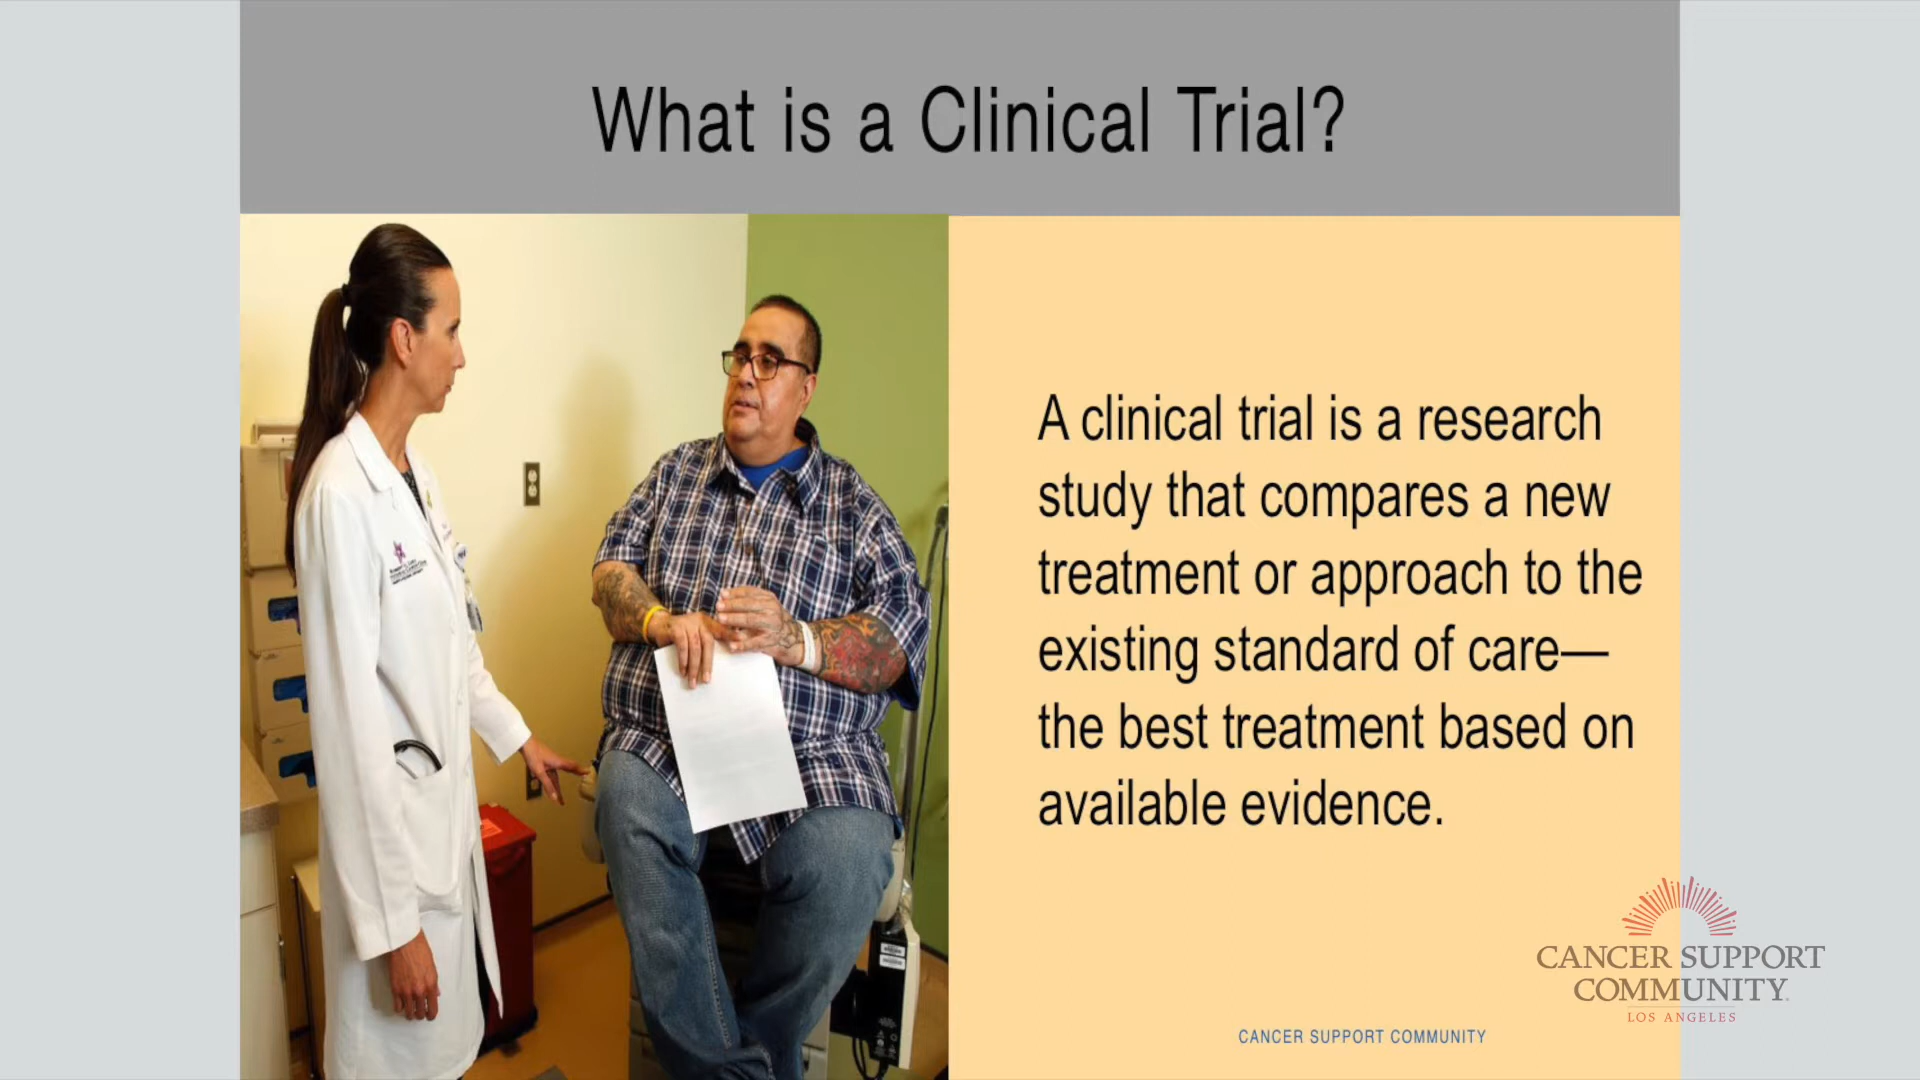 What is a Clinical Trial?
A clinical trial is a research
study that compares a new
treatment or approach to the
existing standard of care—
the best treatment based on
available evidence.
CANCER SUPPORT
COMMUNITY
LOS ANGELES
CANCER SUPPORT COMMUNITY